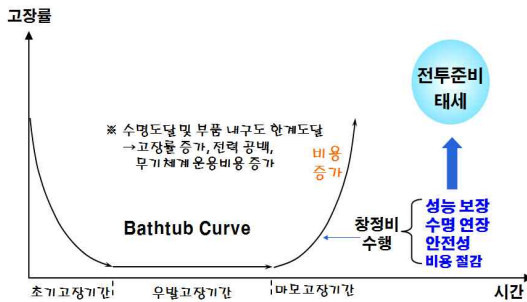 고장률
전투준비
태세
※ 수명도달및 부품 내구도 한계도달
→고장률 증가, 전력 공백,
무기체계 운용비용 증가
비용
증가
Bathtub Curve
창정비
수행
성능 보장
수명 연장
안전성
비용 절감
초기고장기간
우발고장기간
마모고장기간
시간